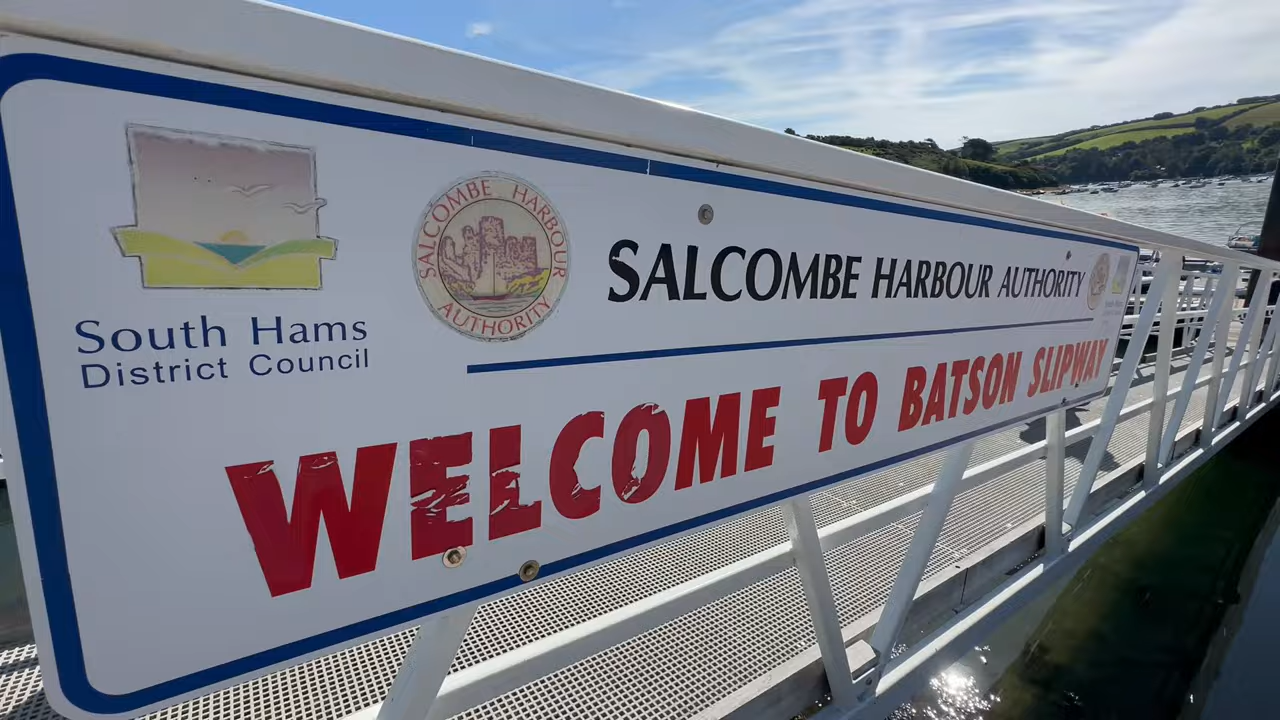 South Hams
District Council
SALCOMBE HARBOUR
AUTHORITY
SALCOMBE HARBOUR AUTHORITY
WELCOME TO BATSON SLIPWAY